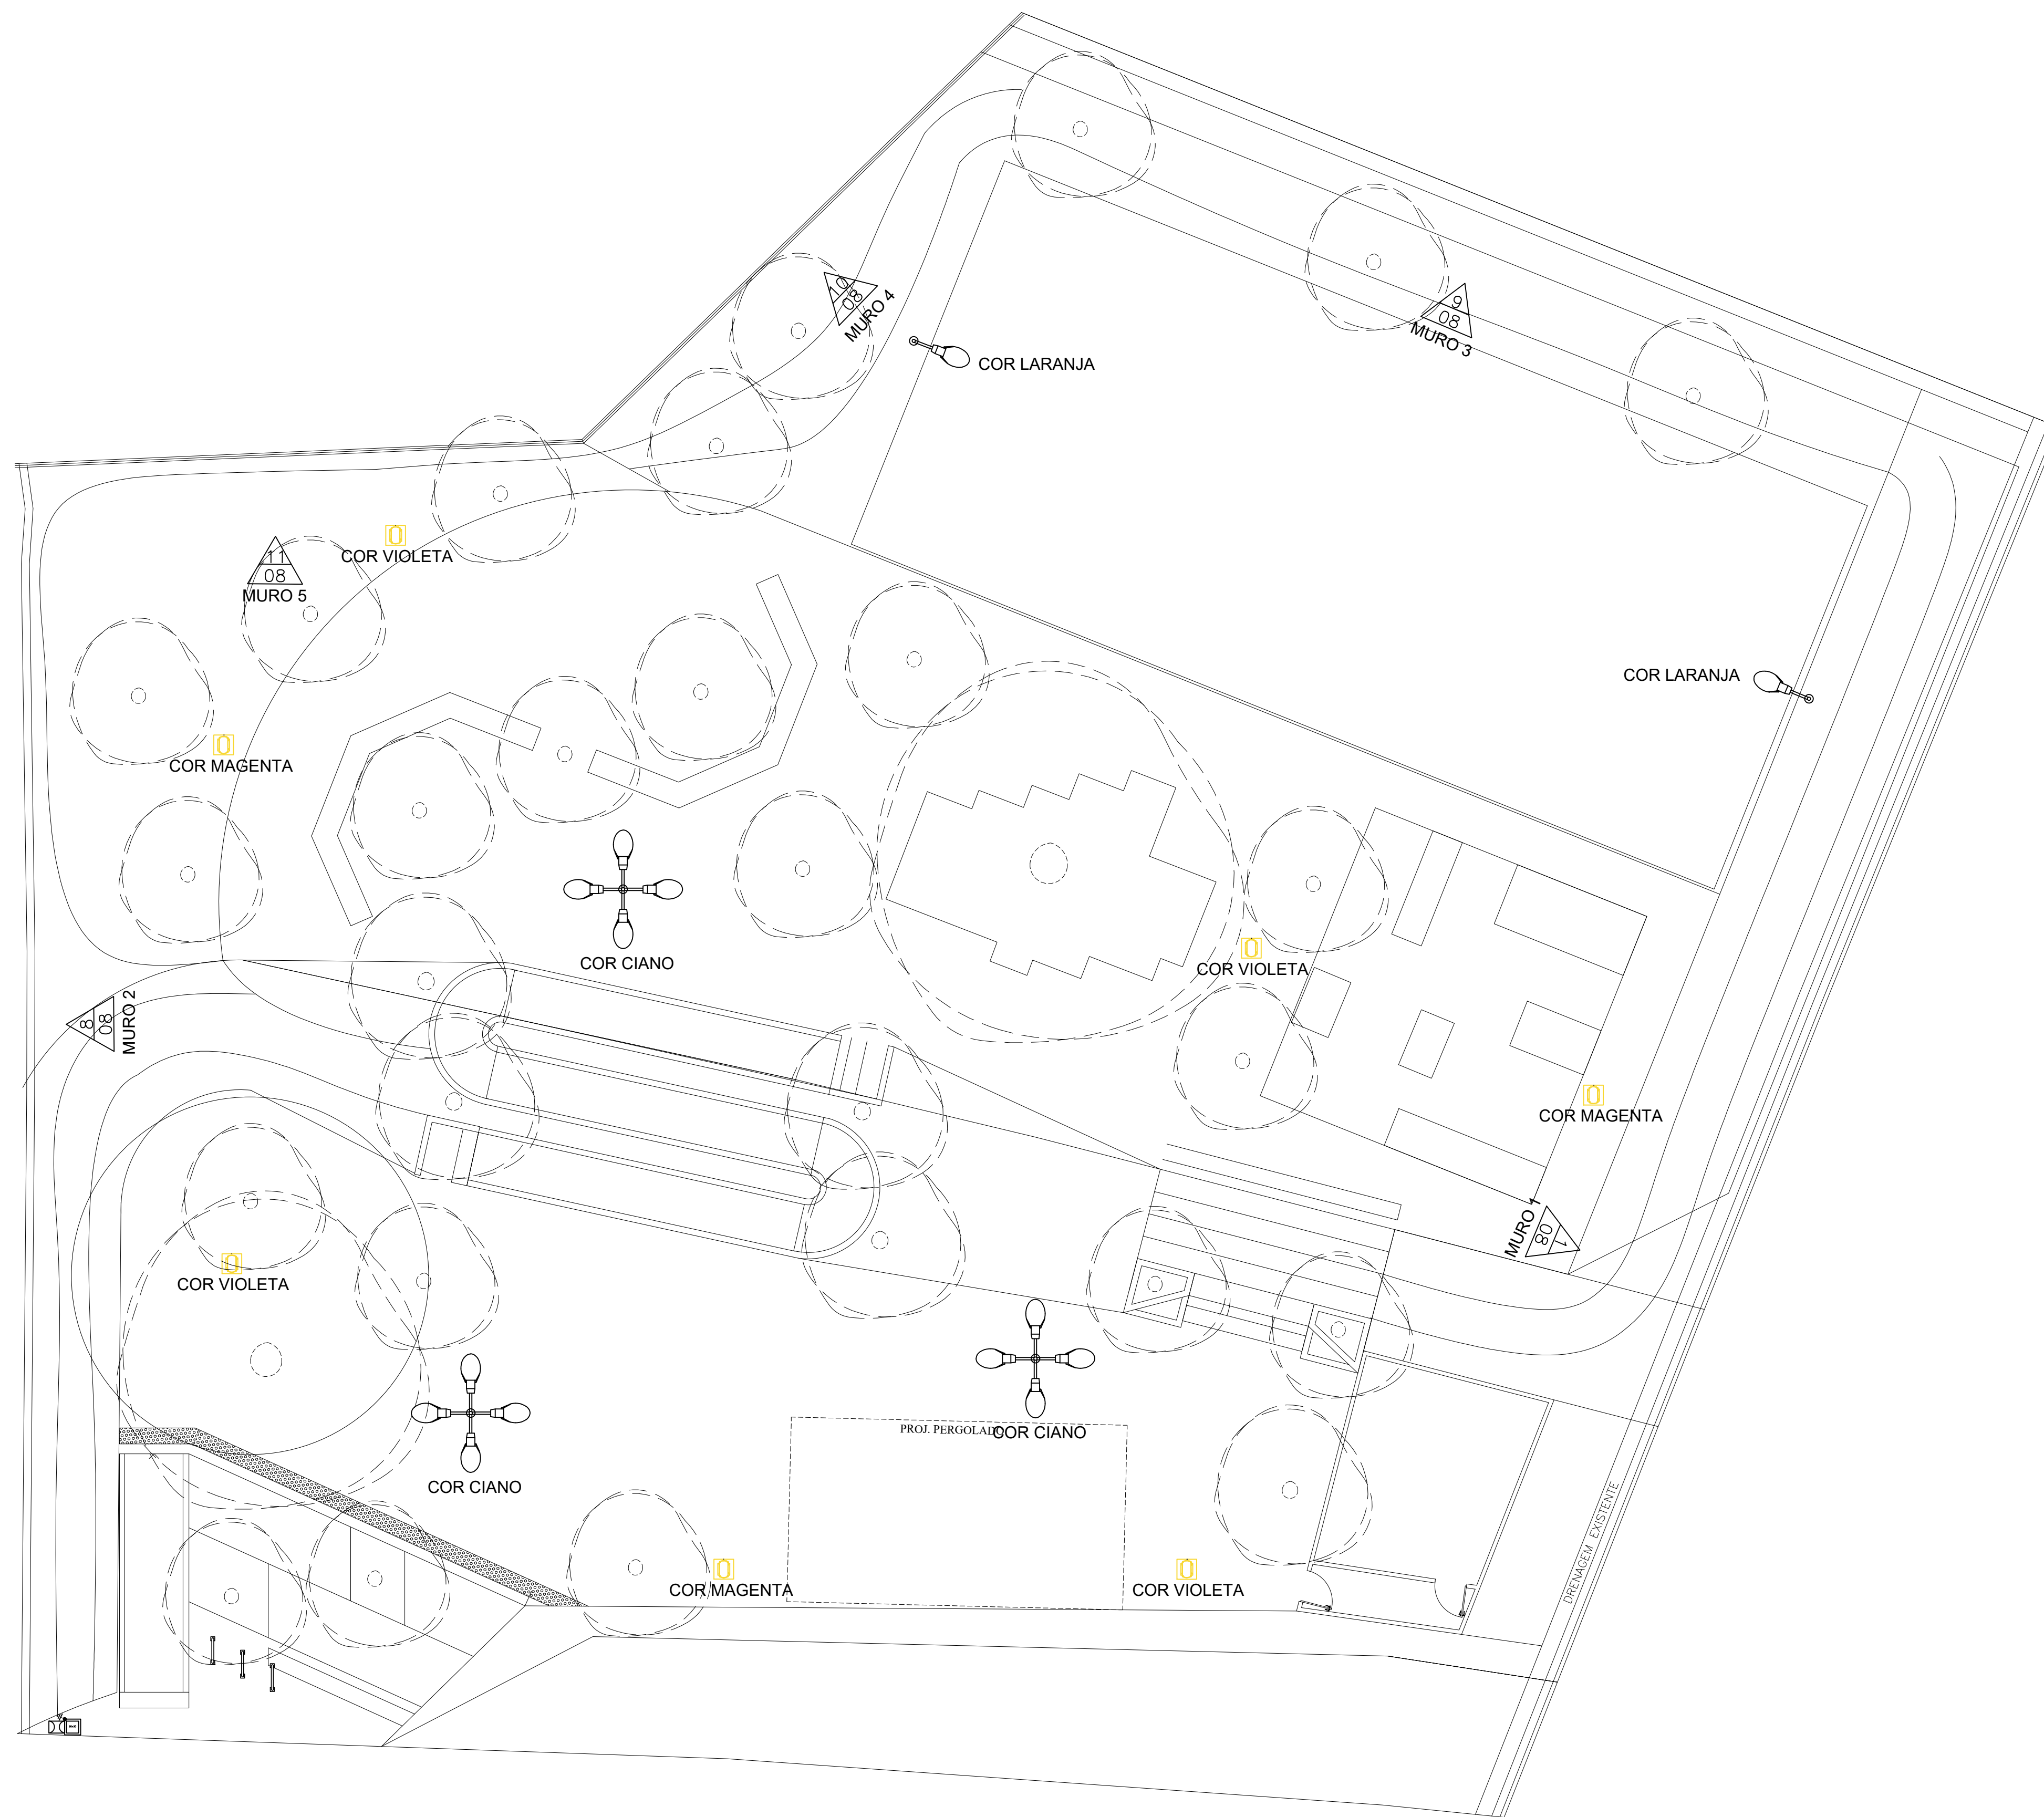 10
08
MURO 4
9
08
MURO 3
COR LARANJA
COR VIOLETA
11
08
MURO 5
COR LARANJA
COR MAGENTA
COR CIANO
COR VIOLETA
8
08
MURO 2
COR MAGENTA
MURO 1
1
08
COR VIOLETA
PROJ. PERGOLADO
COR CIANO
COR CIANO
DRENAGEM EXISTENTE
COR MAGENTA
COR VIOLETA